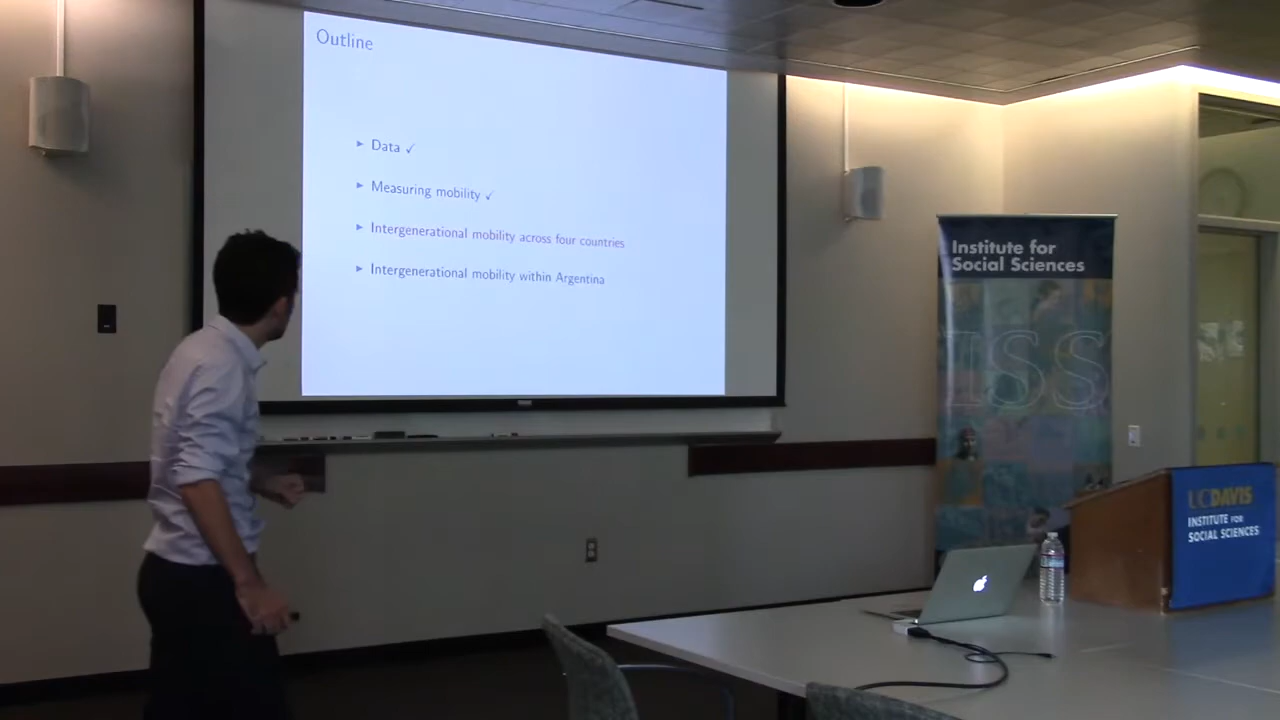 Outline
▶ Data ✓
▶ Measuring mobility ✓
▶ Intergenerational mobility across four countries
▶ Intergenerational mobility within Argentina
Institute for
Social Sciences
ISS
UCDAVIS
INSTITUTE FOR
SOCIAL SCIENCES